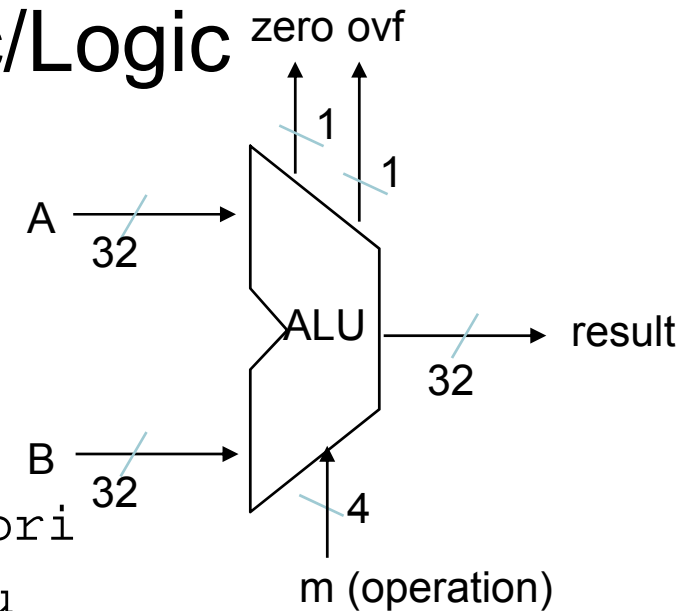 c/Logic zero ovf
1
1
A
32
ALU
result
32
B
32
ori
4
m (operation)